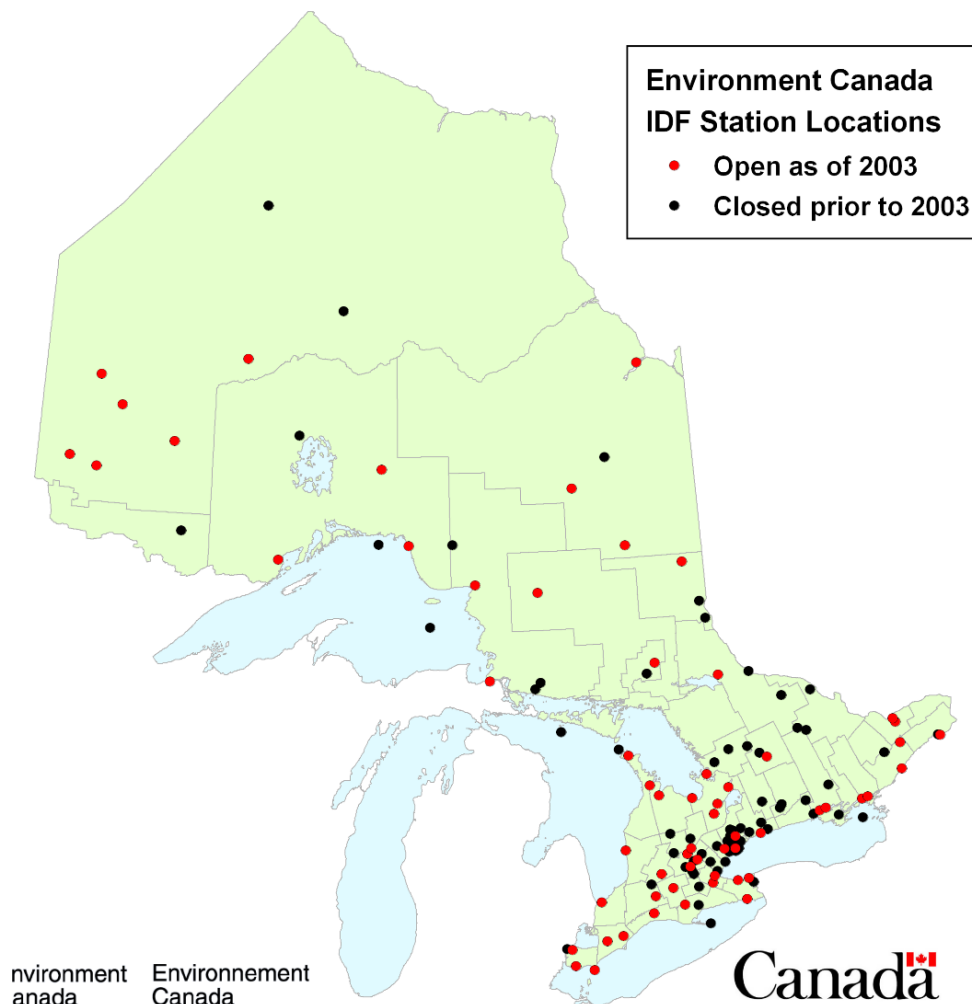 Environment Canada
IDF Station Locations
Open as of 2003
Closed prior to 2003
nvironment Environnement
anada Canada
Canada